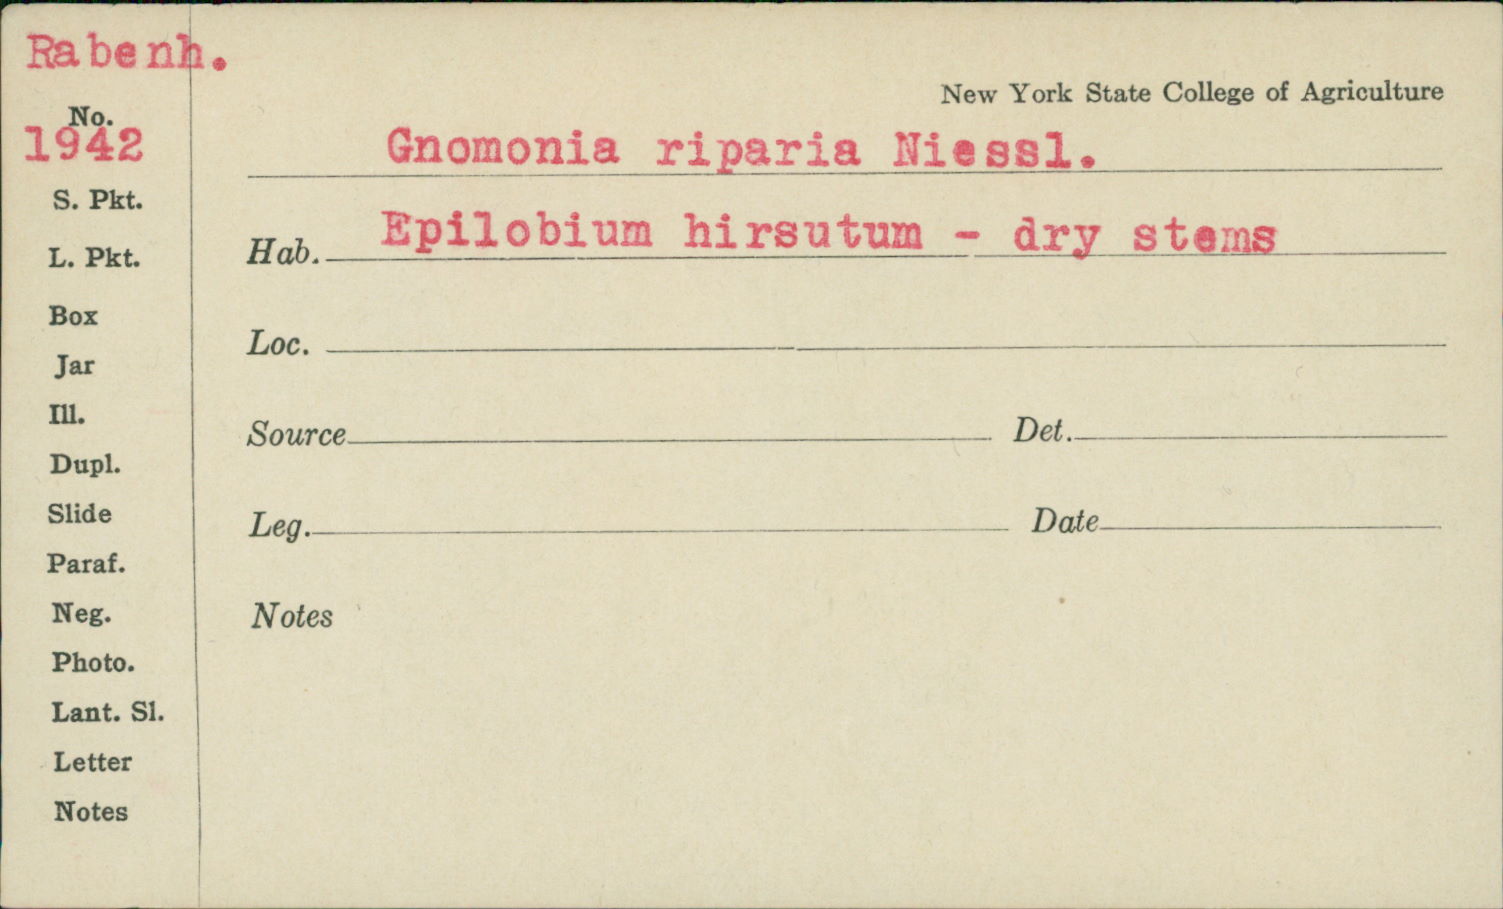 Rabenh.
New York State College of Agriculture
No.
1942
Gnomonia riparia Niessl.
S. Pkt.
Hab. Epilobium hirsutum - dry stems
L. Pkt.
Box
Loc.
Jar
Ill.
Source Det.
Dupl.
Slide
Leg. Date
Paraf.
Neg.
Notes
Photo.
Lant. Sl.
Letter
Notes